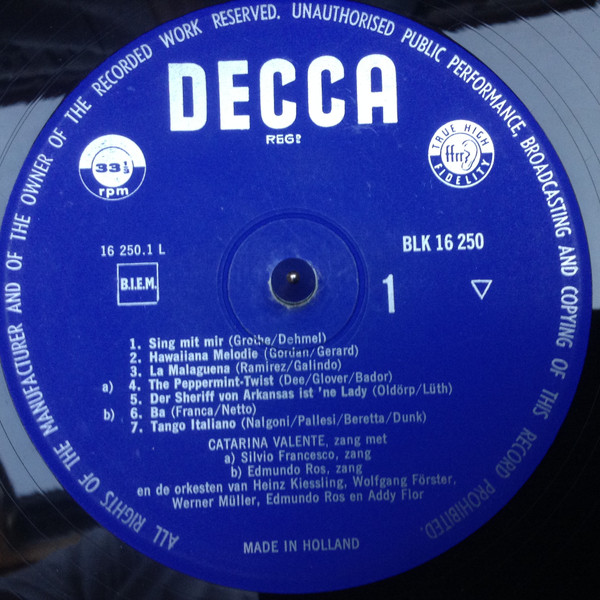 ALL RIGHTS OF THE MANUFACTURER AND OF THE OWNER OF THE RECORDED WORK RESERVED. UNAUTHORISED PUBLIC PERFORMANCE, BROADCASTING AND COPYING OF THIS RECORD PROHIBITED.
DECCA
REGD
33⅓
rpm
TRUE HIGH
ffrr
FIDELITY
16 250.1 L
BLK 16 250
B.I.E.M.
1
1. Sing mit mir (Grothe/Dehmel)
2. Hawaiiana Melodie (Gordan/Gerard)
3. La Malaguena (Ramirez/Galindo)
a) 4. The Peppermint-Twist (Dee/Glover/Bador)
5. Der Sheriff von Arkansas ist 'ne Lady (Oldörp/Lüth)
b) 6. Ba (Franca/Netto)
7. Tango Italiano (Nalgoni/Pallesi/Beretta/Dunk)
CATARINA VALENTE, zang met
a) Silvio Francesco, zang
b) Edmundo Ros, zang
en de orkesten van Heinz Kiessling, Wolfgang Förster,
Werner Müller, Edmundo Ros en Addy Flor
MADE IN HOLLAND